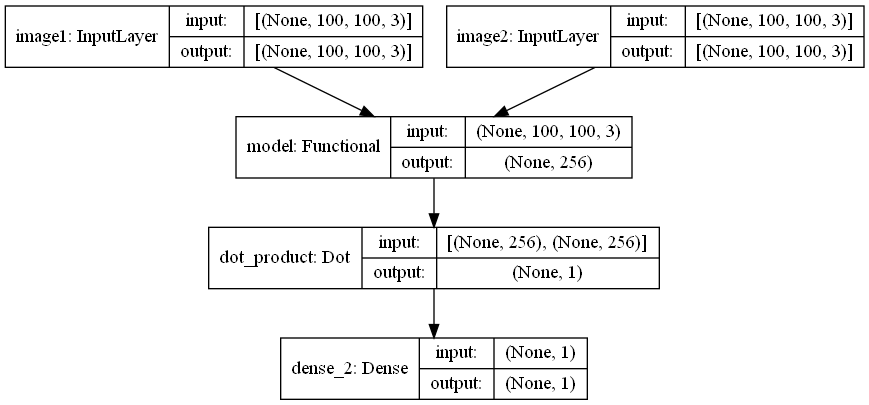 image1: InputLayer
input:
[(None, 100, 100, 3)]
output:
[(None, 100, 100, 3)]
image2: InputLayer
input:
[(None, 100, 100, 3)]
output:
[(None, 100, 100, 3)]
model: Functional
input:
(None, 100, 100, 3)
output:
(None, 256)
dot_product: Dot
input:
[(None, 256), (None, 256)]
output:
(None, 1)
dense_2: Dense
input:
(None, 1)
output:
(None, 1)